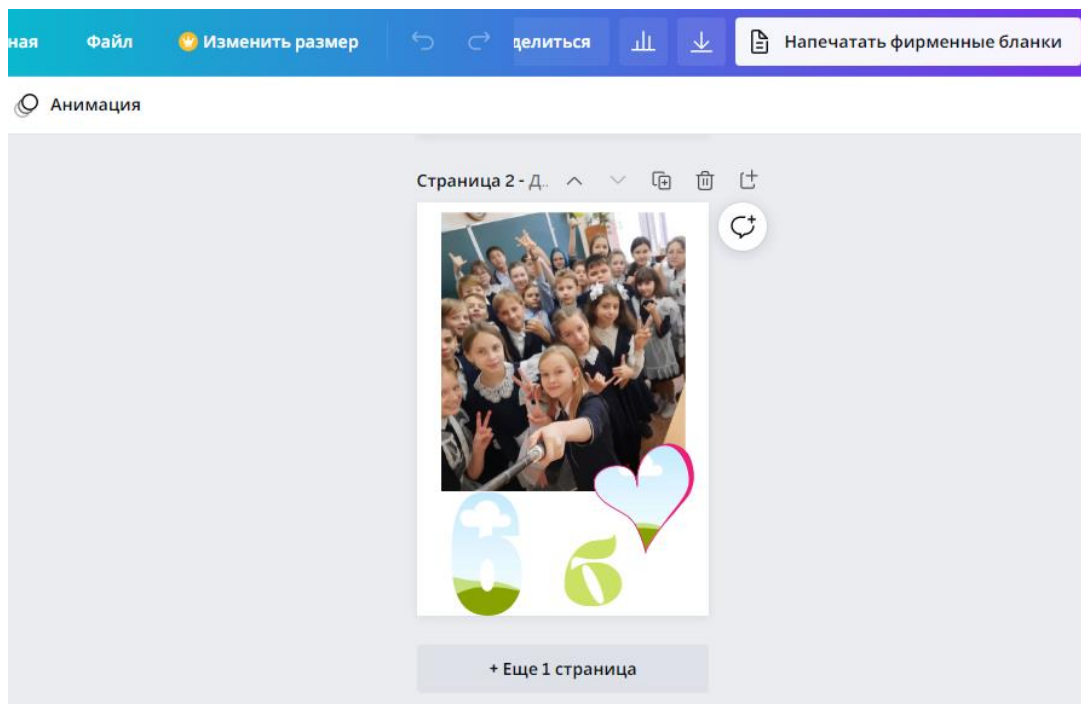 ная Файл Изменить размер делиться Напечатать фирменные бланки
Анимация
Страница 2 - Д..
6 б
+ Еще 1 страница